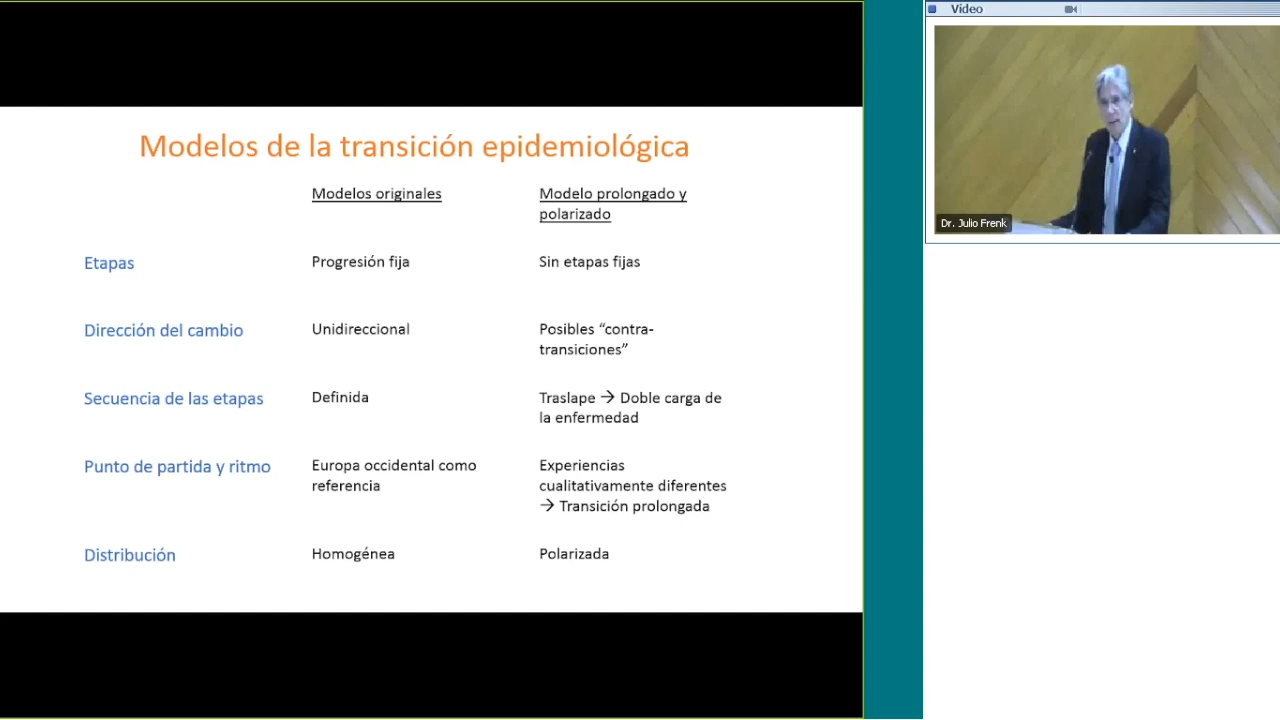 Modelos de la transición epidemiológica
Modelos originales
Modelo prolongado y
polarizado
Etapas
Progresión fija
Sin etapas fijas
Dirección del cambio
Unidireccional
Posibles “contra-
transiciones”
Secuencia de las etapas
Definida
Traslape → Doble carga de
la enfermedad
Punto de partida y ritmo
Europa occidental como
referencia
Experiencias
cualitativamente diferentes
→ Transición prolongada
Distribución
Homogénea
Polarizada
Vídeo
Dr. Julio Frenk